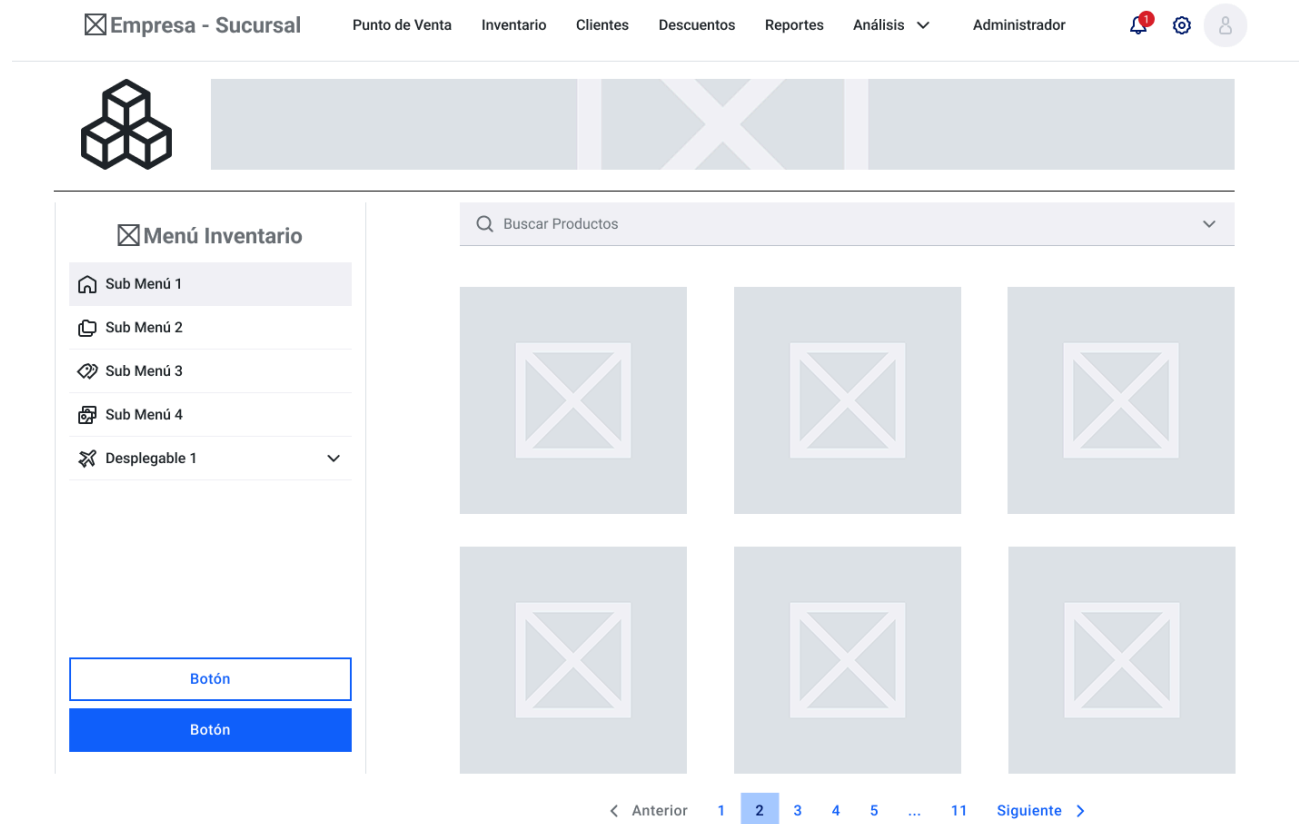 Empresa - Sucursal Punto de Venta Inventario Clientes Descuentos Reportes Análisis Administrador 1
Menú Inventario
Buscar Productos
Sub Menú 1
Sub Menú 2
Sub Menú 3
Sub Menú 4
Desplegable 1
Botón
Botón
Anterior 1 2 3 4 5 ... 11 Siguiente